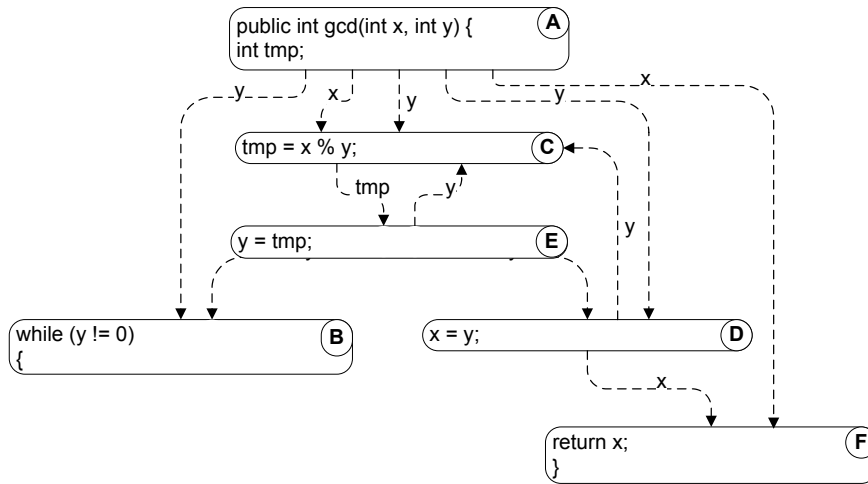 public int gcd(int x, int y) {
int tmp;
A
y
x
y
y
x
tmp = x % y;
C
tmp
y
y
y = tmp;
E
while (y != 0)
{
B
x = y;
D
x
return x;
}
F